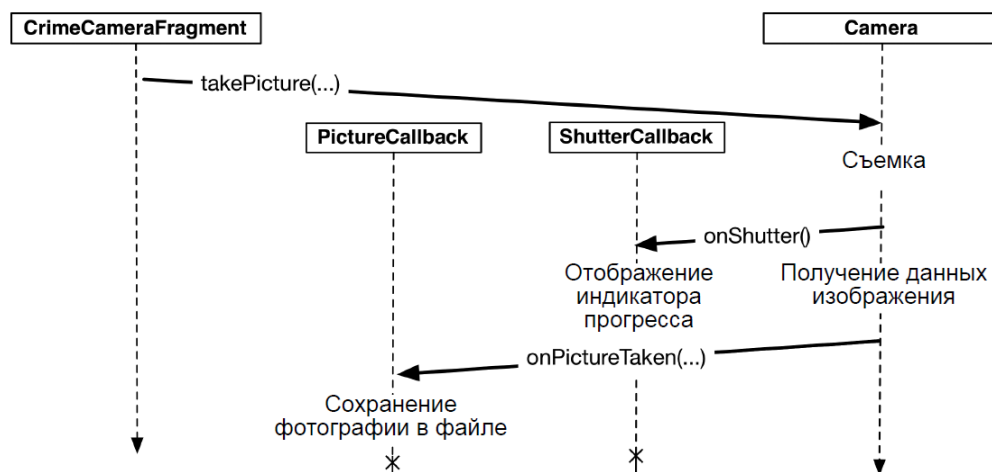 CrimeCameraFragment
Camera
takePicture(...)
PictureCallback
ShutterCallback
Съемка
onShutter()
Отображение
индикатора
прогресса
Получение данных
изображения
onPictureTaken(...)
Сохранение
фотографии в файле